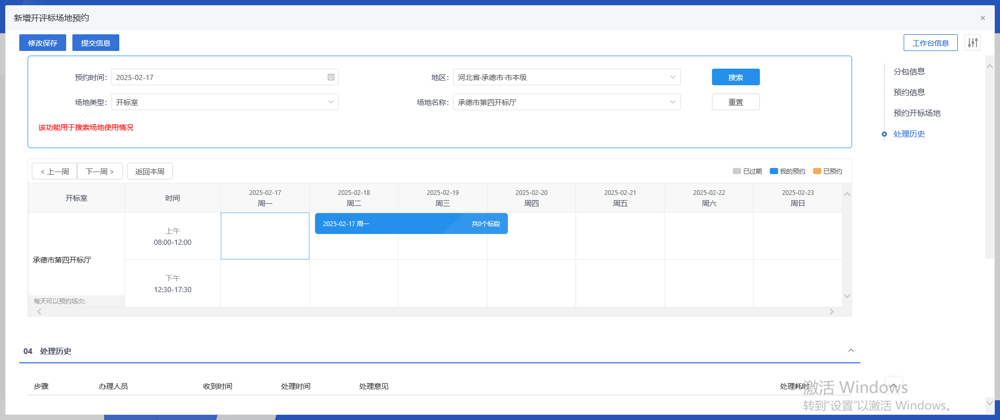 新增开评标场地预约
×
修改保存 提交信息 工作台信息
预约时间: 2025-02-17 地区: 河北省·承德市·市本级 搜索
场地类型: 开标室 场地名称: 承德市第四开标厅 重置
该功能用于搜索场地使用情况
分包信息
预约信息
预约开标场地
处理历史
< 上一周 下一周 > 返回本周 已过期 我的预约 已预约
开标室 时间 2025-02-17 周一 2025-02-18 周二 2025-02-19 周三 2025-02-20 周四 2025-02-21 周五 2025-02-22 周六 2025-02-23 周日
上午
08:00-12:00
2025-02-17 周一 共0个标段
承德市第四开标厅
下午
12:30-17:30
每天可以预约场次:
04 处理历史
步骤 办理人员 收到时间 处理时间 处理意见 处理耗时
激活 Windows
转到“设置”以激活 Windows。